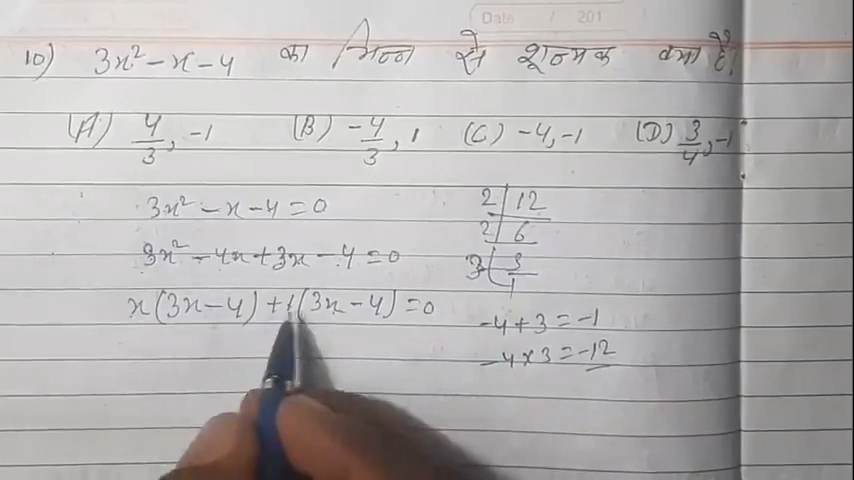 Date / 201
10) 3x² - x - 4 का भिन्न से शून्यक क्या है।
(A) 4/3, -1 (B) -4/3, 1 (C) -4, -1 (D) 3/4, -1
3x² - x - 4 = 0
3x² - 4x + 3x - 4 = 0
x(3x - 4) + 1(3x - 4) = 0
2 | 12
2 | 6
3 | 3
1
-4 + 3 = -1
-4 × 3 = -12